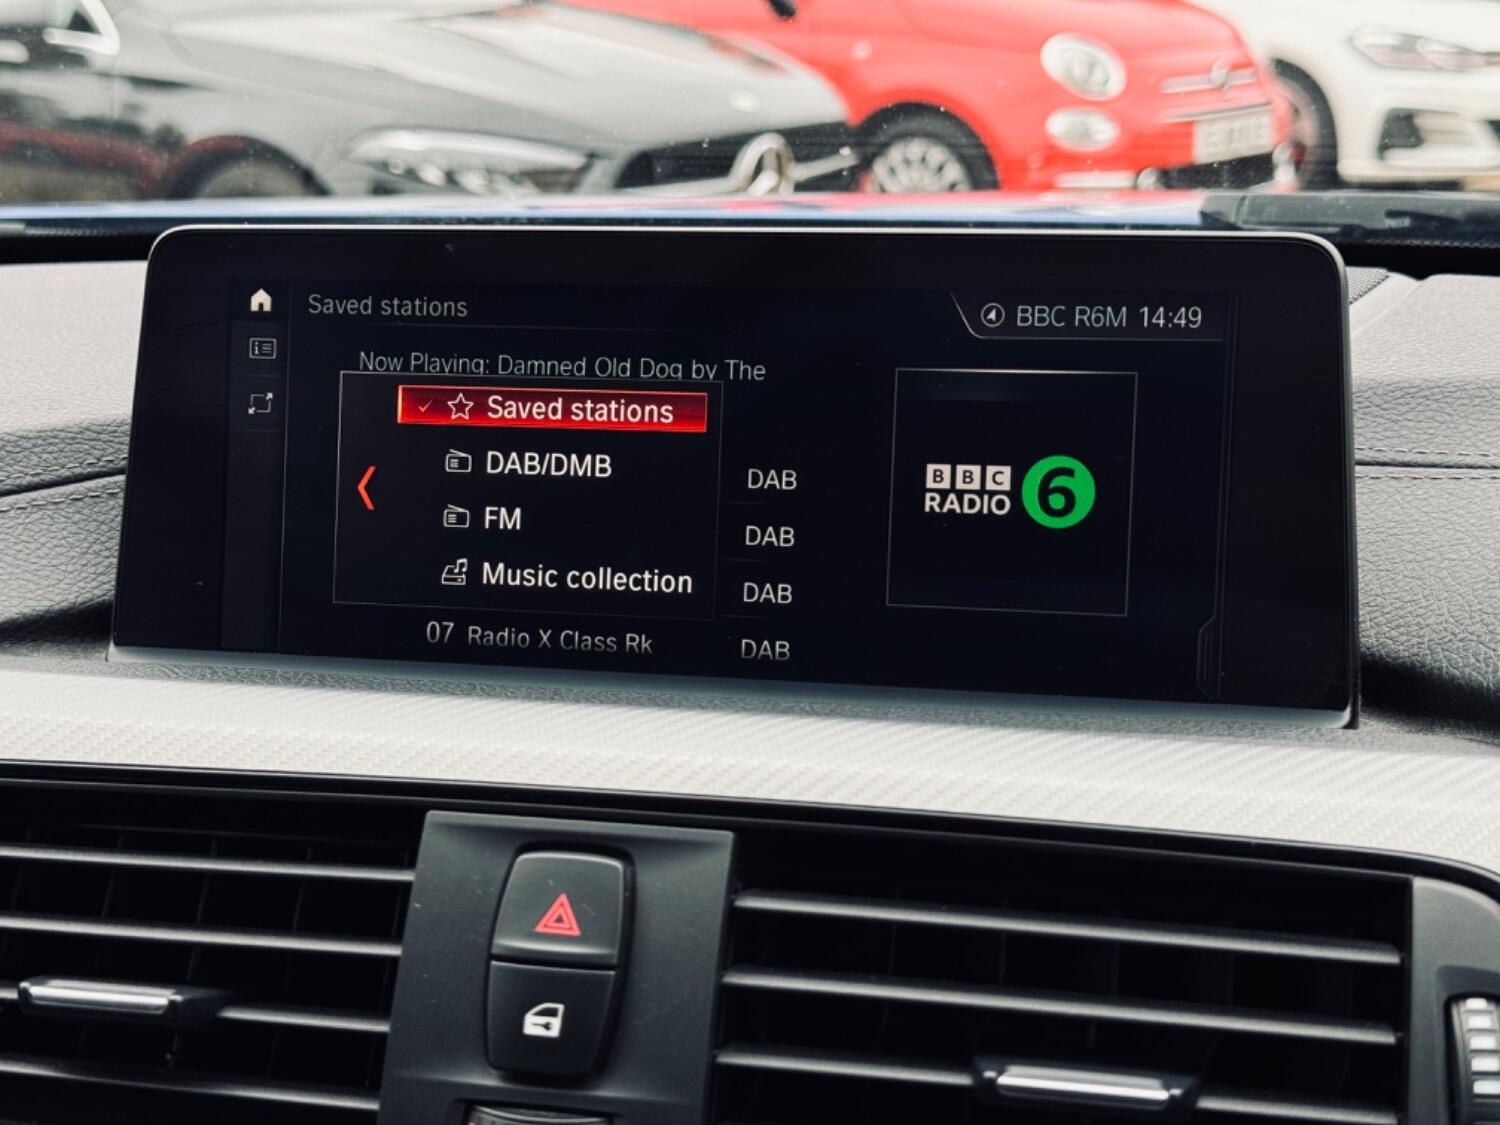 Saved stations
BBC R6M 14:49
Now Playing: Damned Old Dog by The
Saved stations
DAB/DMB
DAB
FM
DAB
Music collection
DAB
07 Radio X Class Rk
DAB
BBC
RADIO 6